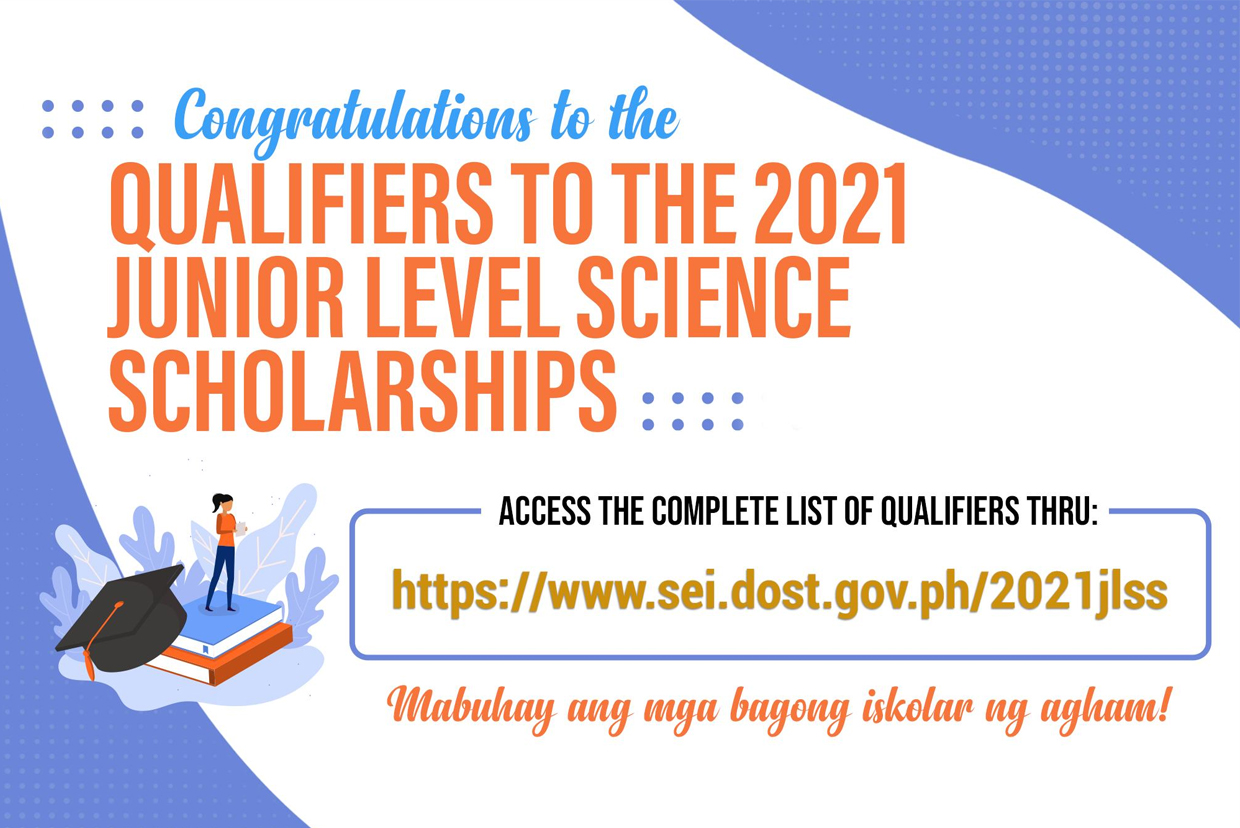 Congratulations to the
QUALIFIERS TO THE 2021
JUNIOR LEVEL SCIENCE
SCHOLARSHIPS
ACCESS THE COMPLETE LIST OF QUALIFIERS THRU:
https://www.sei.dost.gov.ph/2021jlss
Mabuhay ang mga bagong iskolar ng agham!